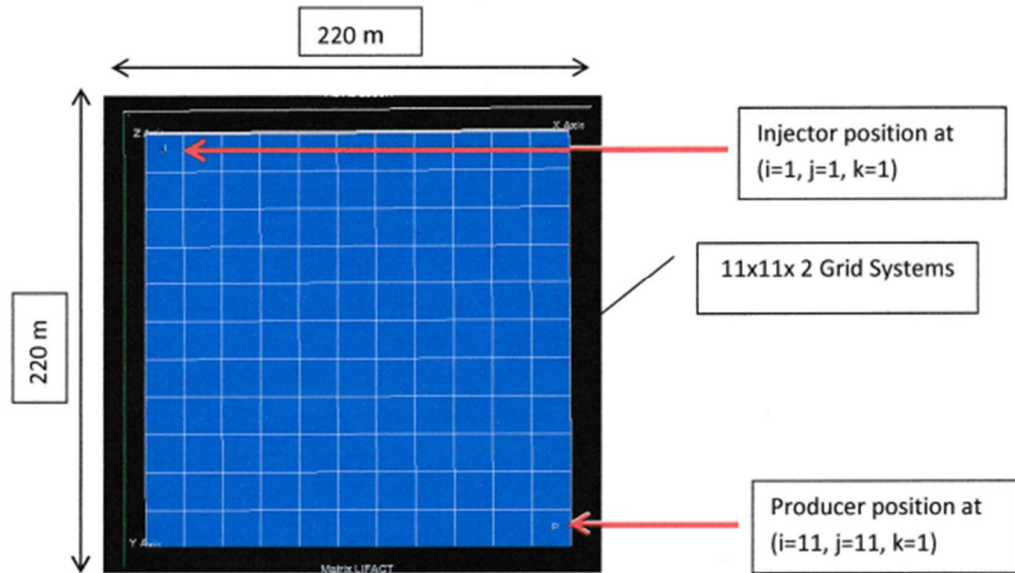 220 m
220 m
Z Axis
X Axis
I
Injector position at
(i=1, j=1, k=1)
11x11x 2 Grid Systems
Producer position at
(i=11, j=11, k=1)
P
Y Axis
Matrix LIFACT